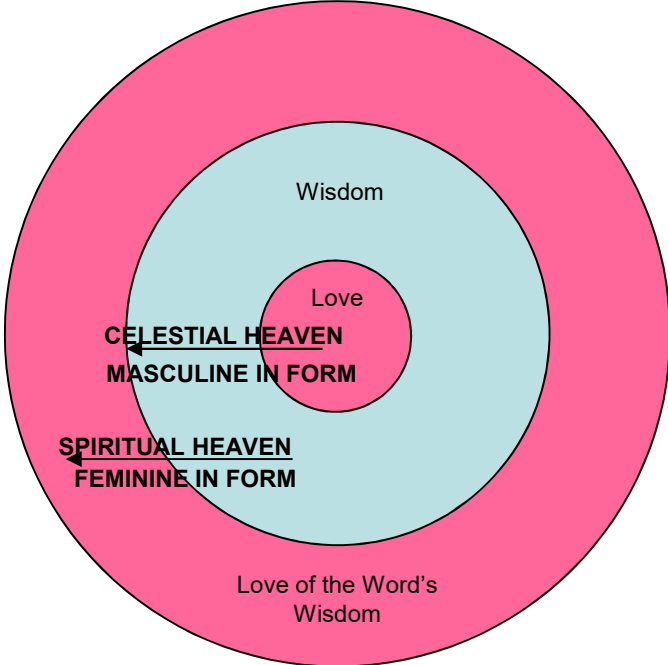 Wisdom
Love
CELESTIAL HEAVEN
MASCULINE IN FORM
SPIRITUAL HEAVEN
FEMININE IN FORM
Love of the Word's
Wisdom